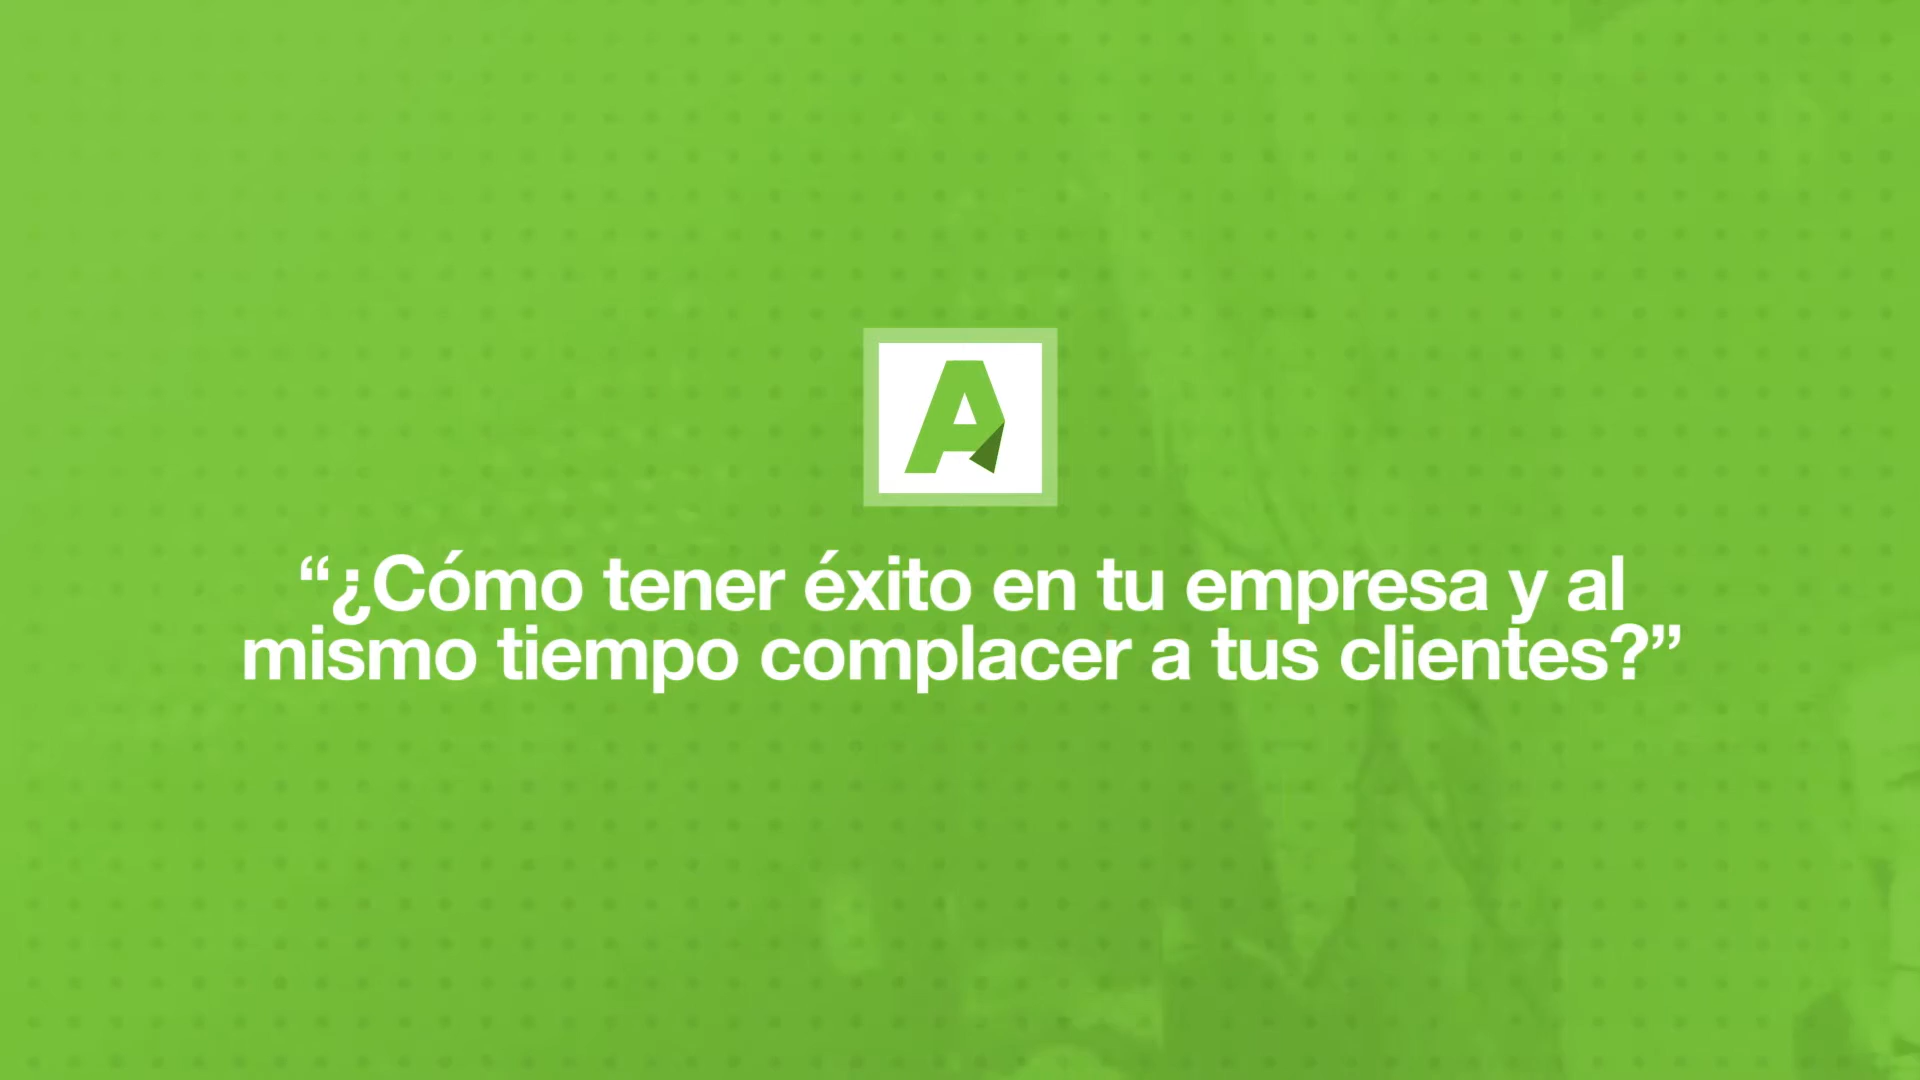 A
“¿Cómo tener éxito en tu empresa y al
mismo tiempo complacer a tus clientes?”